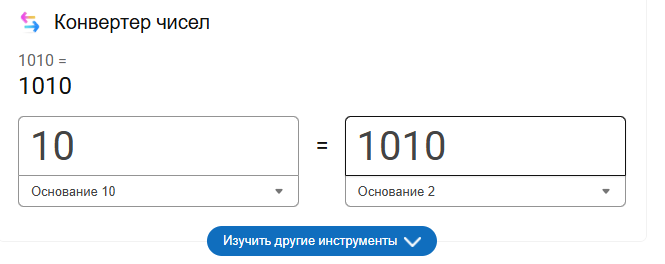 Конвертер чисел
1010 =
1010
10 = 1010
Основание 10 Основание 2
Изучить другие инструменты